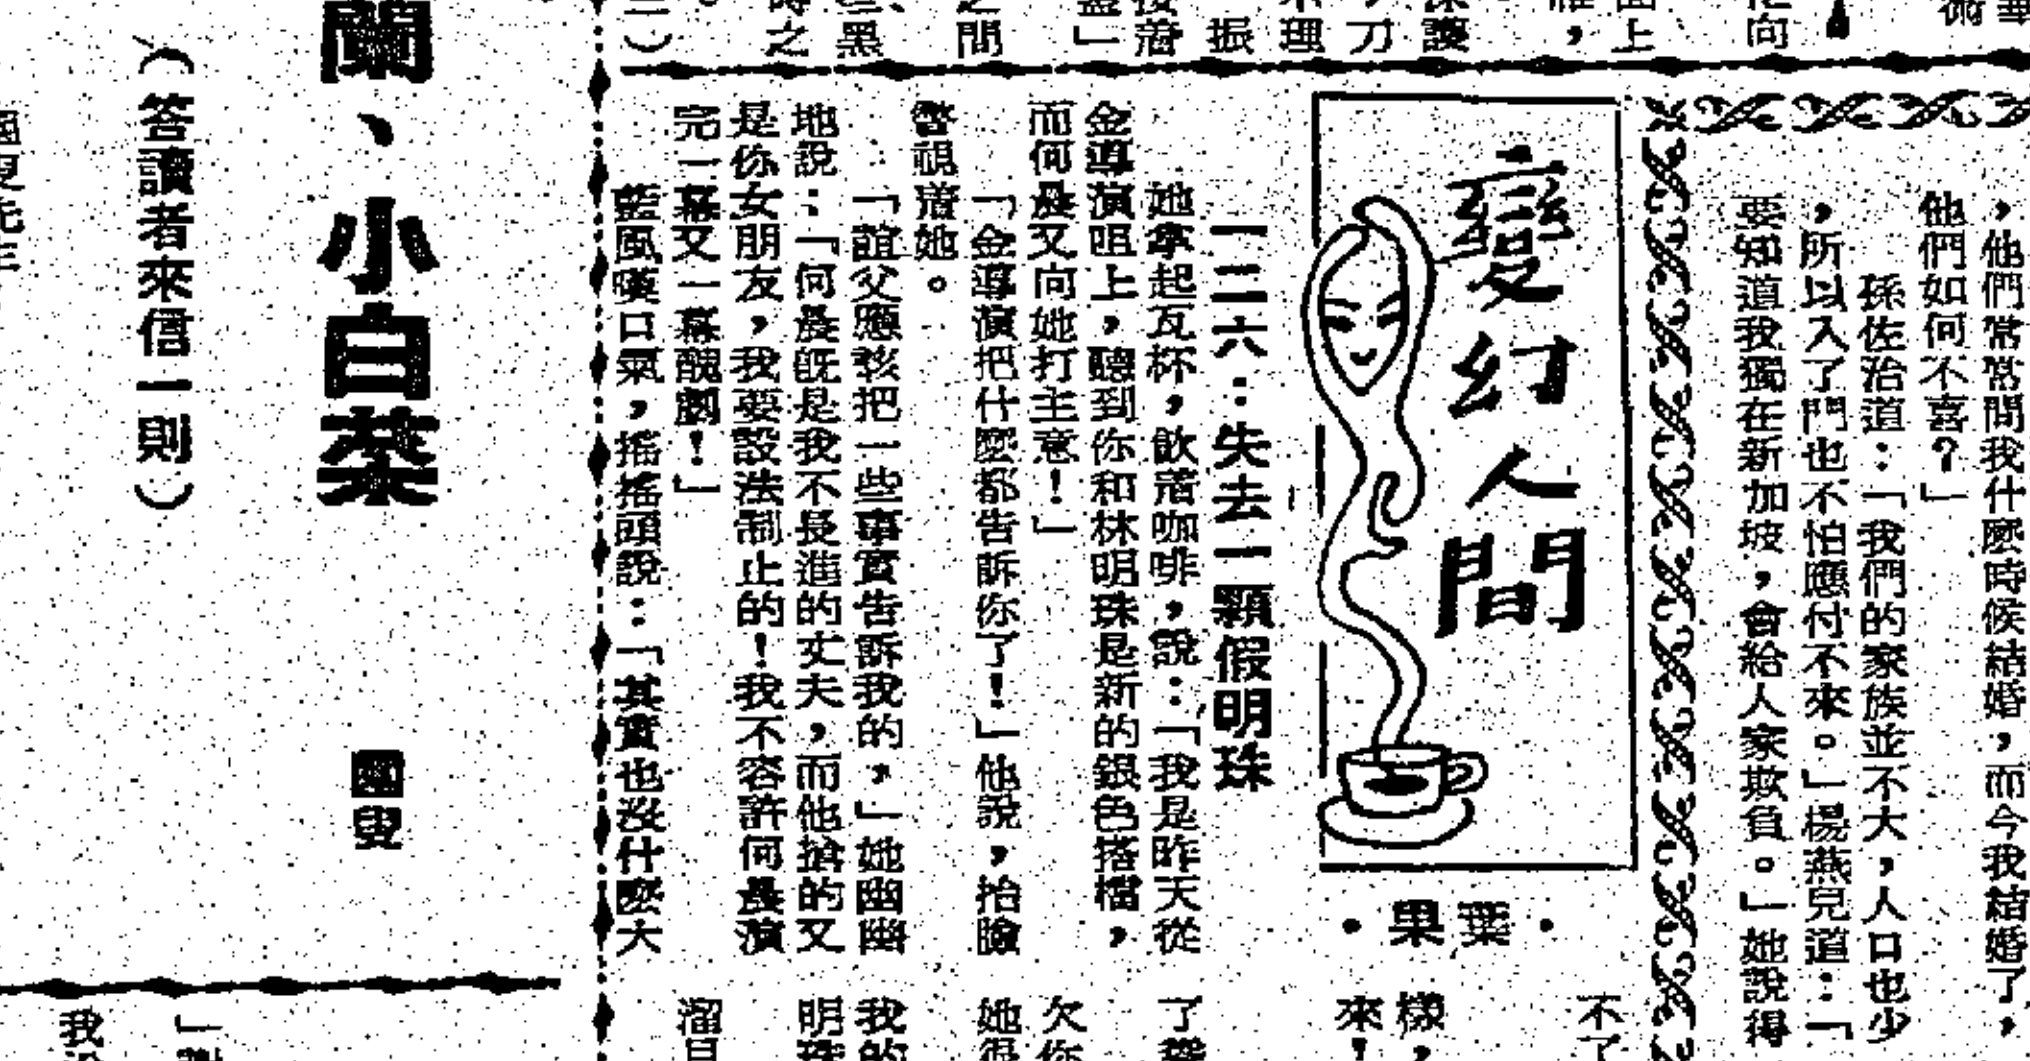 ，他們常常問我什麼時候結婚，而今我結婚了，
他們如何不喜？」
孫佐治道：「我們的家族並不大，人口也少
，所以入了門也不怕應付不來。」楊燕兒道：「
要知道我獨在新加坡，會給人家欺負。」她說得
變幻人間
·葉果·
一二六：失去一顆假明珠
她拿起瓦杯，飲着咖啡，說：「我是昨天從
金導演咀上，聽到你和林明珠是新的銀色搭檔，
而何晨又向她打主意！」
「金導演把什麼都告訴你了！」他說，抬臉
瞥視着她。
「誼父應該把一些事實告訴我的，」她幽幽
地說：「何晨旣是我不長進的丈夫，而他搶的又
是你女朋友，我要設法制止的！我不容許何晨演
完一幕又一幕醜劇！」
藍風嘆口氣，搖搖頭說：「其實也沒什麼大
蘭、小白菜
圓叟
（答讀者來信一則）